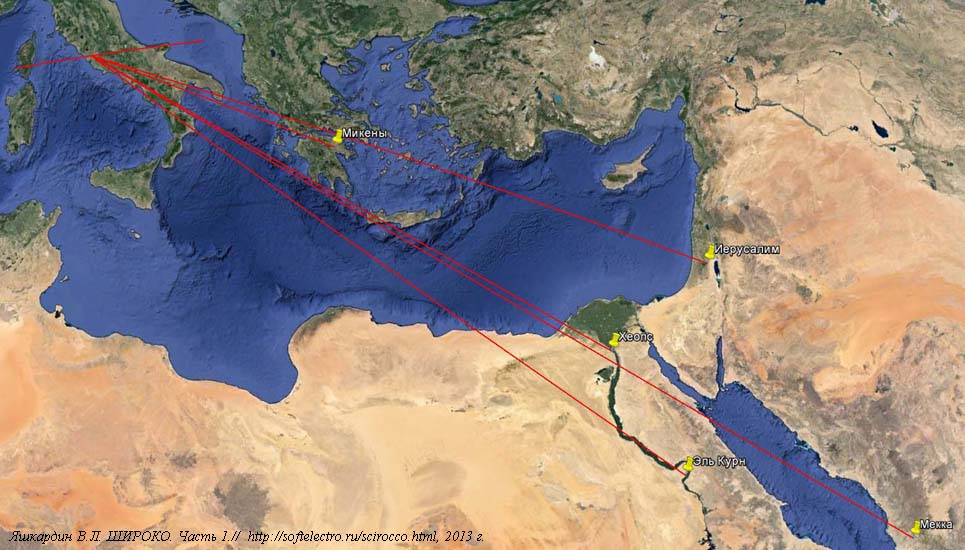 Микены
Иерусалим
Хеопс
Эль Курн
Мекка
Яшкардин В.Л. ШИРОКО. Часть 1.// http://softelectro.ru/scirocco.html, 2013 г.